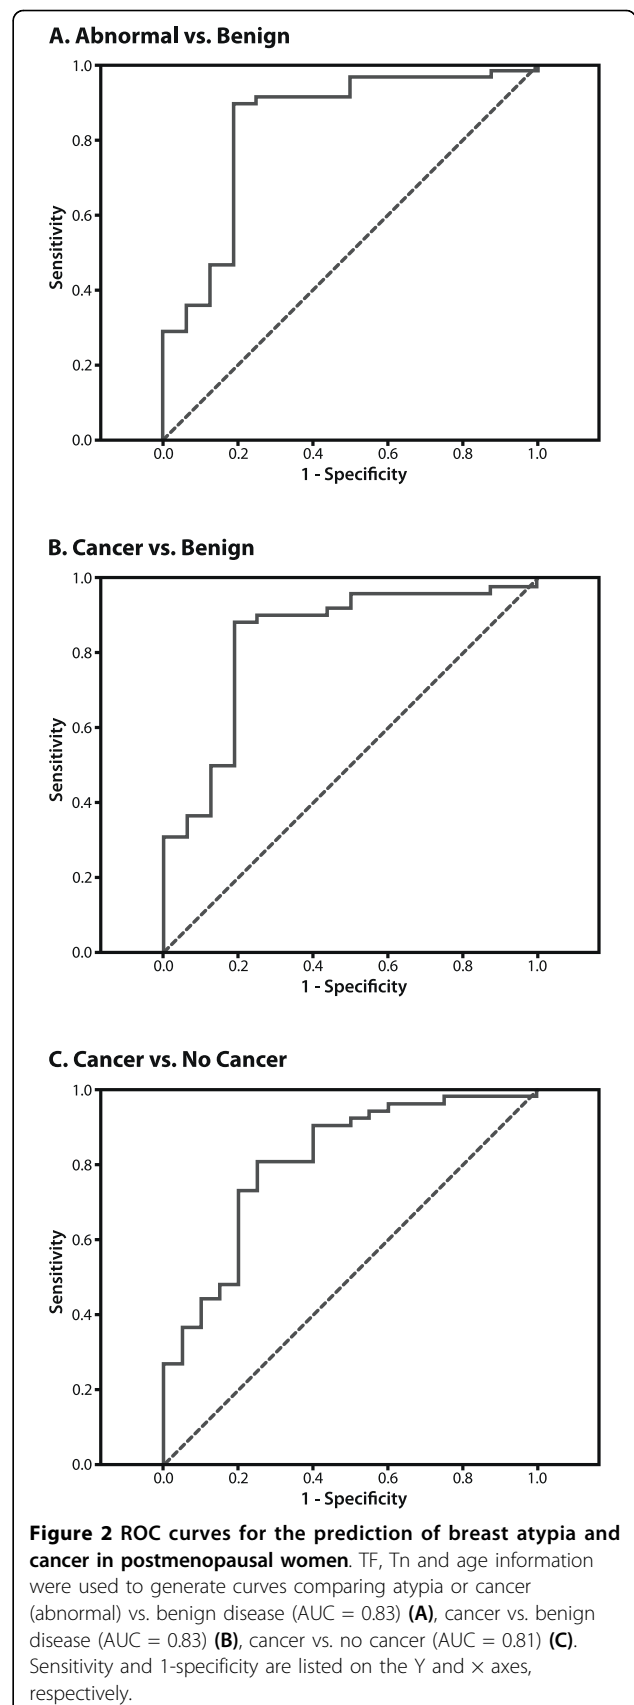 A. Abnormal vs. Benign
1.0
0.8
0.6
0.4
0.2
0.0
Sensitivity
0.0 0.2 0.4 0.6 0.8 1.0
1 - Specificity
B. Cancer vs. Benign
1.0
0.8
0.6
0.4
0.2
0.0
Sensitivity
0.0 0.2 0.4 0.6 0.8 1.0
1 - Specificity
C. Cancer vs. No Cancer
1.0
0.8
0.6
0.4
0.2
0.0
Sensitivity
0.0 0.2 0.4 0.6 0.8 1.0
1 - Specificity
Figure 2 ROC curves for the prediction of breast atypia and
cancer in postmenopausal women. TF, Tn and age information
were used to generate curves comparing atypia or cancer
(abnormal) vs. benign disease (AUC = 0.83) (A), cancer vs. benign
disease (AUC = 0.83) (B), cancer vs. no cancer (AUC = 0.81) (C).
Sensitivity and 1-specificity are listed on the Y and × axes,
respectively.